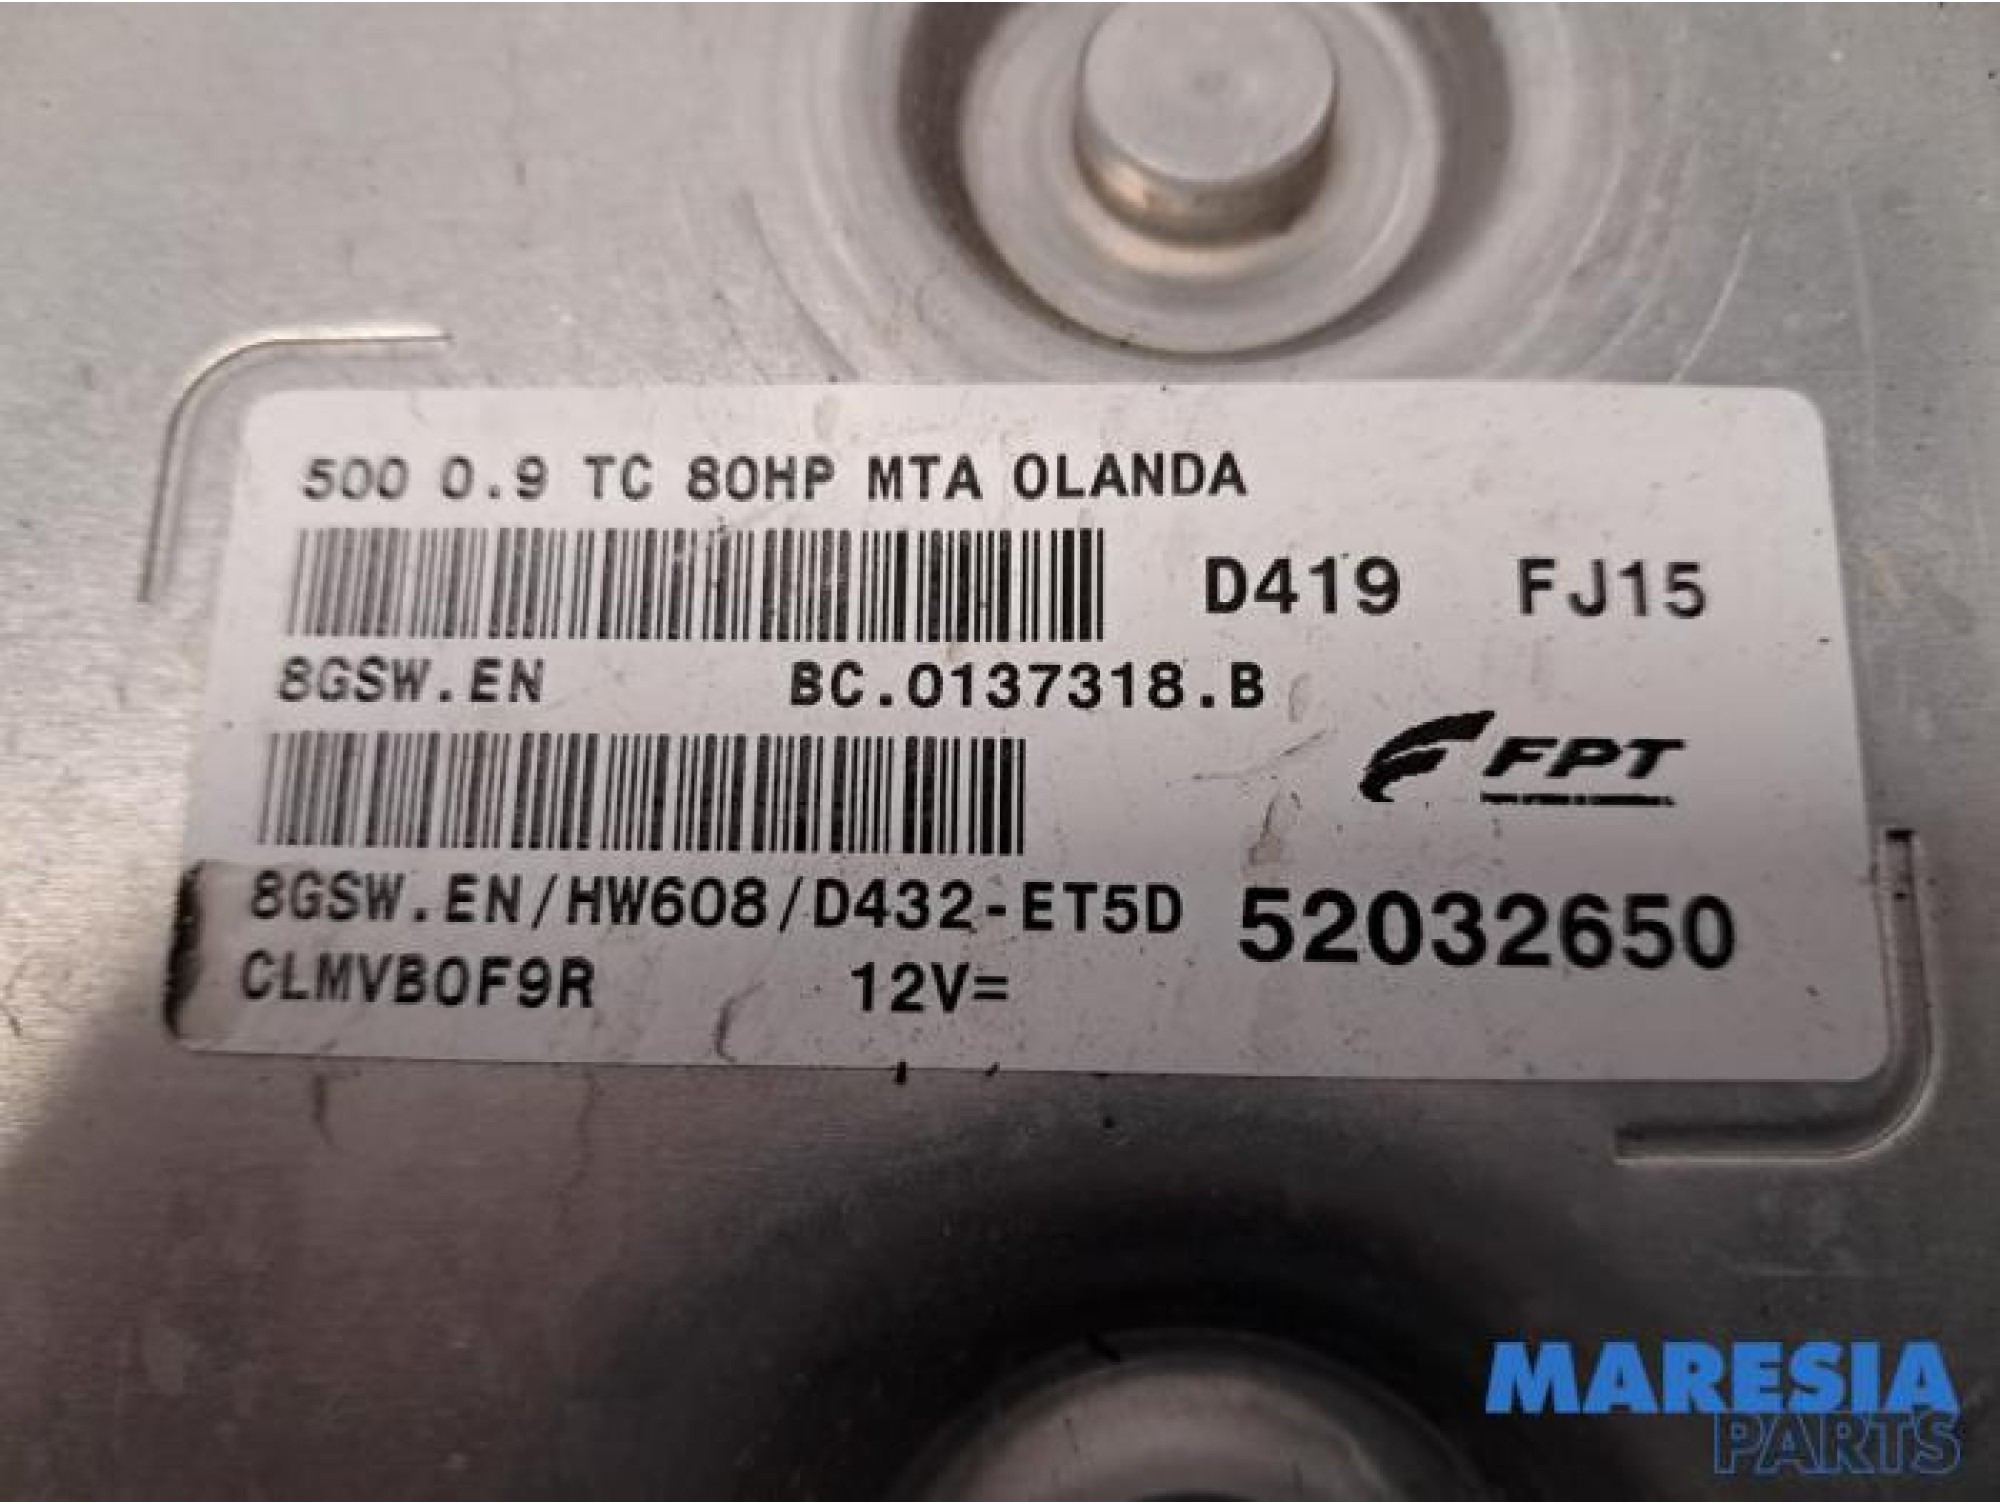 500 0.9 TC 80HP MTA OLANDA
D419 FJ15
8GSW.EN BC.0137318.B
FPT
8GSW.EN/HW608/D432-ET5D 52032650
CLMVB0F9R 12V=
MARESIA
PARTS